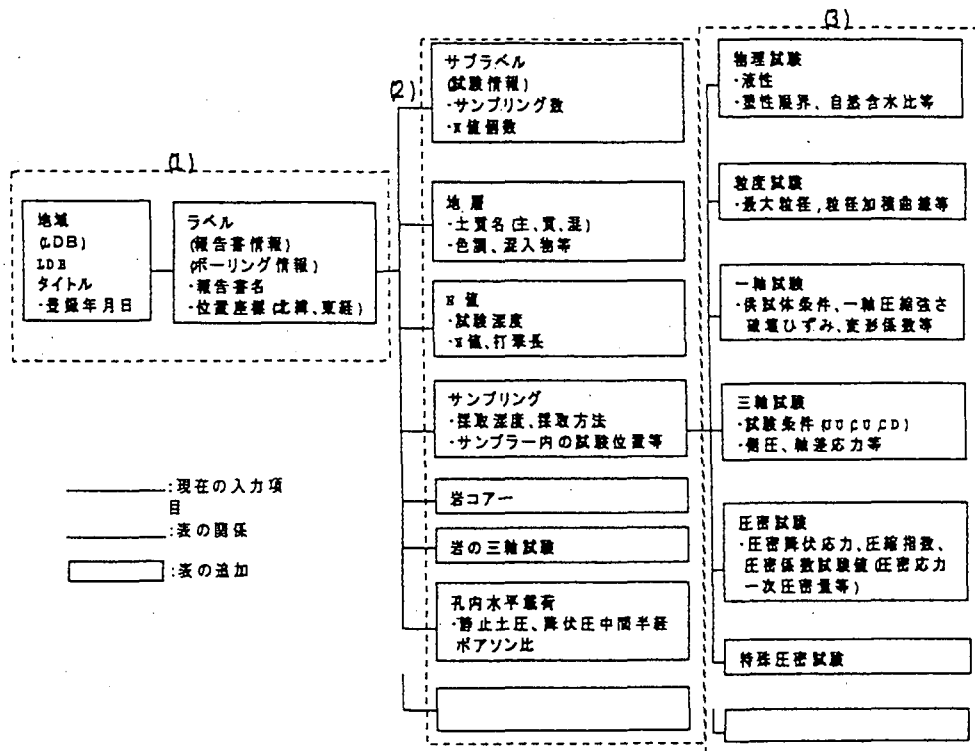 (1)
地域
(LDB)
LDB
タイトル
・登録年月日
ラベル
(報告書情報)
(ボーリング情報)
・報告書名
・位置座標(北緯、東経)
(2)
サブラベル
(試験情報)
・サンプリング数
・N値個数
地層
・土質名(主、質、混)
・色調、混入物等
N値
・試験深度
・N値、打撃長
サンプリング
・採取深度、採取方法
・サンプラー内の試験位置等
岩コアー
岩の三軸試験
孔内水平載荷
・静止土圧、降伏圧中間半経
ポアソン比
(3)
物理試験
・液性
・塑性限界、自然含水比等
粒度試験
・最大粒径,粒径加積曲線等
一軸試験
・供試体条件、一軸圧縮強さ
破壊ひずみ、変形係数等
三軸試験
・試験条件(UU,CU,CD)
・側圧、軸差応力等
圧密試験
・圧密降伏応力、圧縮指数、
圧密係数試験値(圧密応力
一次圧密量等)
特殊圧密試験
:現在の入力項
目
:表の関係
:表の追加